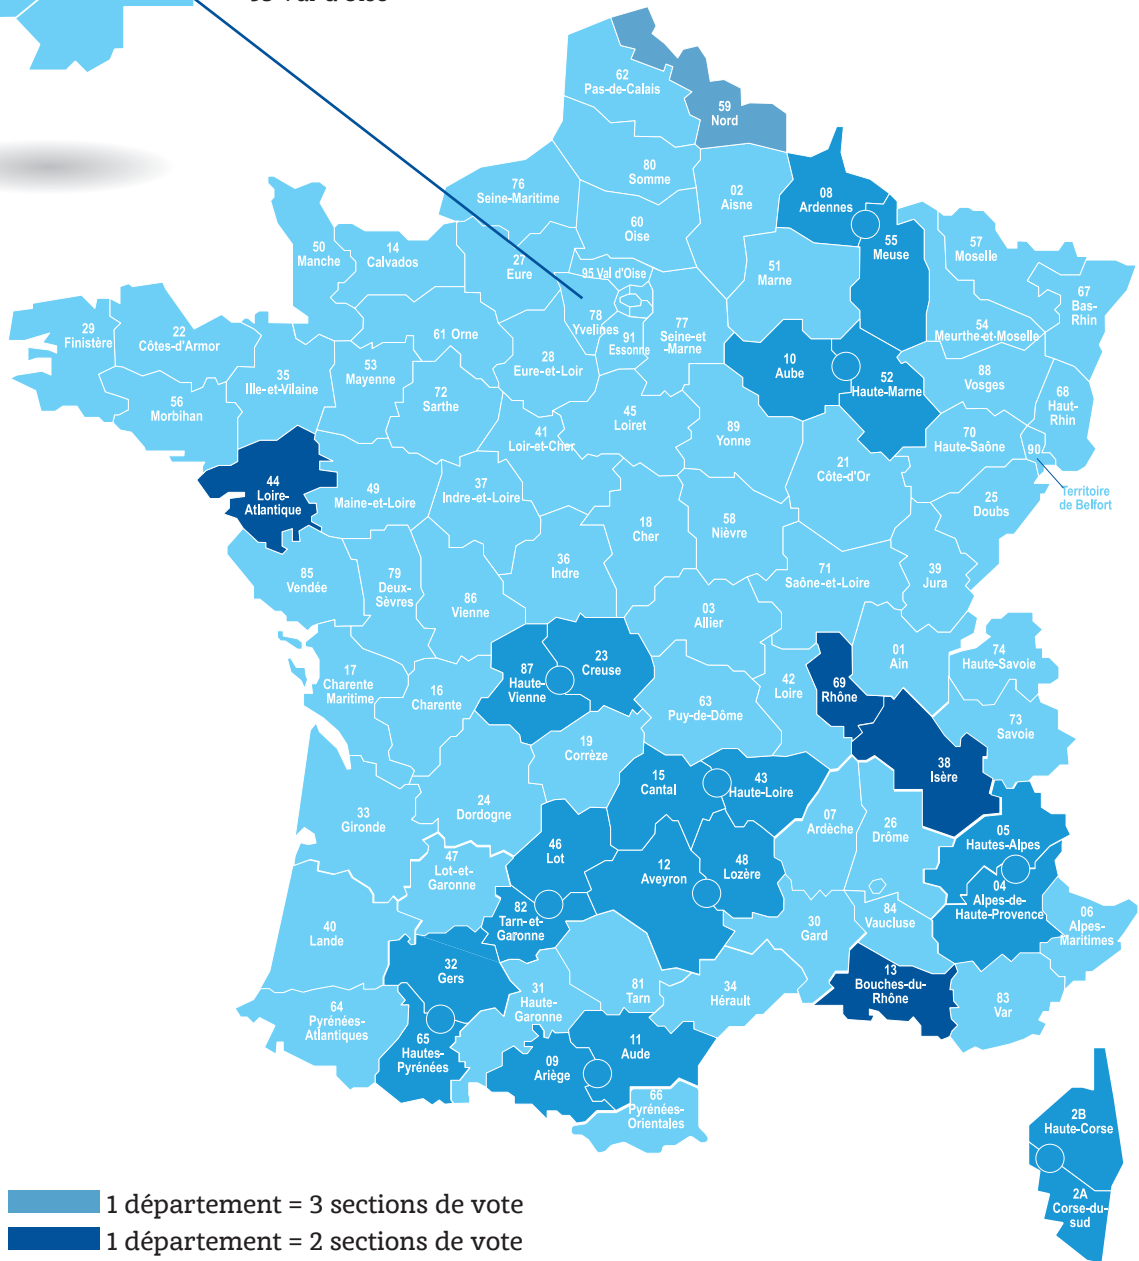 62
Pas-de-Calais
59
Nord
80
Somme
76
Seine-Maritime
02
Aisne
08
Ardennes
60
Oise
55
Meuse
57
Moselle
50
Manche
14
Calvados
27
Eure
95 Val d'Oise
51
Marne
67
Bas-
Rhin
29
Finistère
22
Côtes-d'Armor
61 Orne
78
Yvelines
91
Essonne
77
Seine-et
-Marne
54
Meurthe-et-Moselle
35
Ille-et-Vilaine
53
Mayenne
28
Eure-et-Loir
10
Aube
52
Haute-Marne
88
Vosges
68
Haut-
Rhin
56
Morbihan
72
Sarthe
45
Loiret
89
Yonne
70
Haute-Saône
90
Territoire
de Belfort
41
Loir-et-Cher
44
Loire-
Atlantique
49
Maine-et-Loire
37
Indre-et-Loire
21
Côte-d'Or
25
Doubs
18
Cher
58
Nièvre
85
Vendée
79
Deux-
Sèvres
86
Vienne
36
Indre
71
Saône-et-Loire
39
Jura
03
Allier
87
Haute-
Vienne
23
Creuse
01
Ain
74
Haute-Savoie
17
Charente
Maritime
16
Charente
63
Puy-de-Dôme
42
Loire
69
Rhône
73
Savoie
19
Corrèze
38
Isère
15
Cantal
43
Haute-Loire
33
Gironde
24
Dordogne
07
Ardèche
26
Drôme
05
Hautes-Alpes
46
Lot
47
Lot-et-
Garonne
12
Aveyron
48
Lozère
04
Alpes-de-
Haute-Provence
06
Alpes-
Maritimes
82
Tarn-et-
Garonne
40
Lande
30
Gard
84
Vaucluse
32
Gers
31
Haute-
Garonne
81
Tarn
34
Hérault
13
Bouches-du-
Rhône
83
Var
64
Pyrénées-
Atlantiques
65
Hautes-
Pyrénées
09
Ariège
11
Aude
66
Pyrénées-
Orientales
2B
Haute-Corse
2A
Corse-du-
sud
1 département = 3 sections de vote
1 département = 2 sections de vote